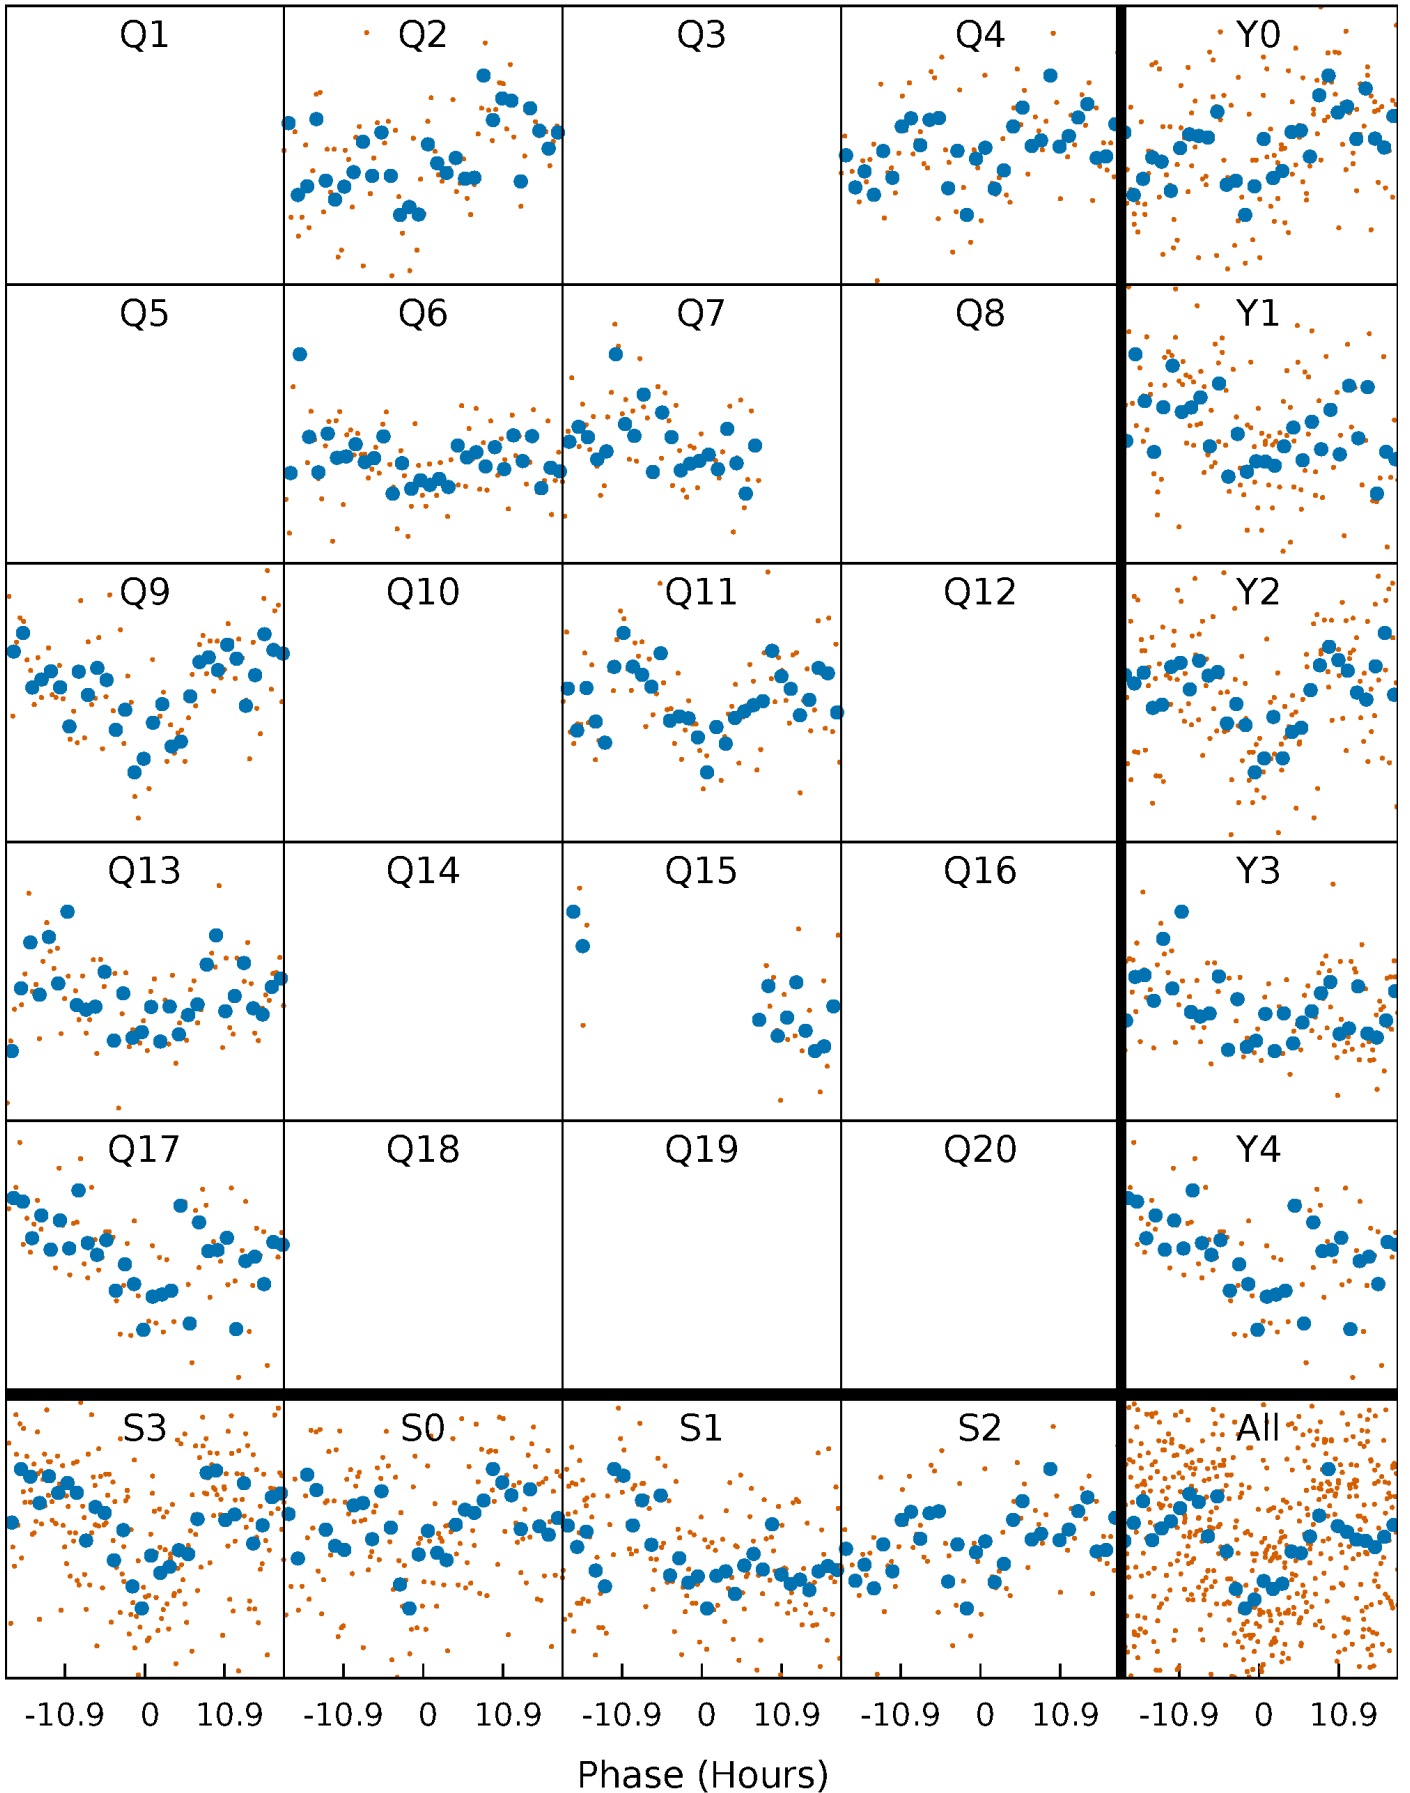 Q1 Q2 Q3 Q4 Y0
Q5 Q6 Q7 Q8 Y1
Q9 Q10 Q11 Q12 Y2
Q13 Q14 Q15 Q16 Y3
Q17 Q18 Q19 Q20 Y4
S3 S0 S1 S2 All
-10.9 0 10.9 -10.9 0 10.9 -10.9 0 10.9 -10.9 0 10.9 -10.9 0 10.9
Phase (Hours)